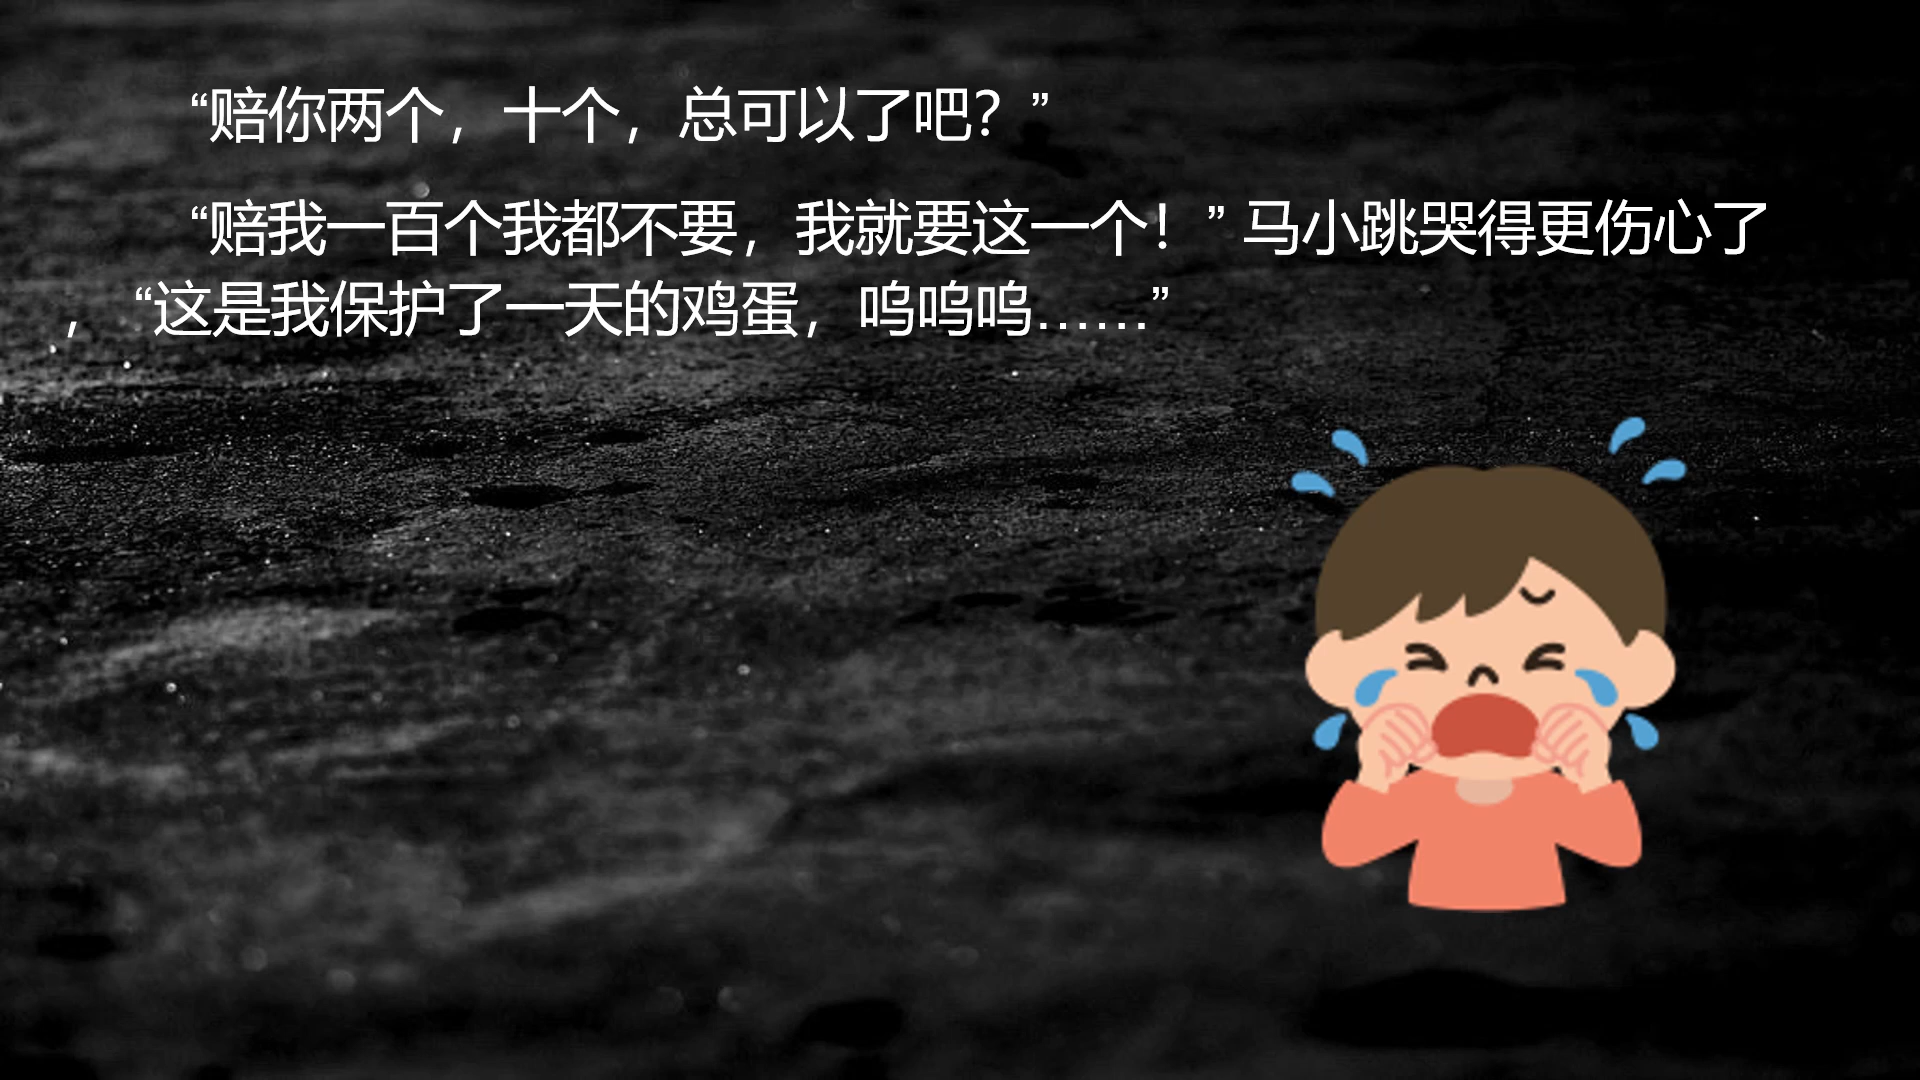 “赔你两个，十个，总可以了吧？”
“赔我一百个我都不要，我就要这一个！” 马小跳哭得更伤心了
，“这是我保护了一天的鸡蛋，呜呜呜……”